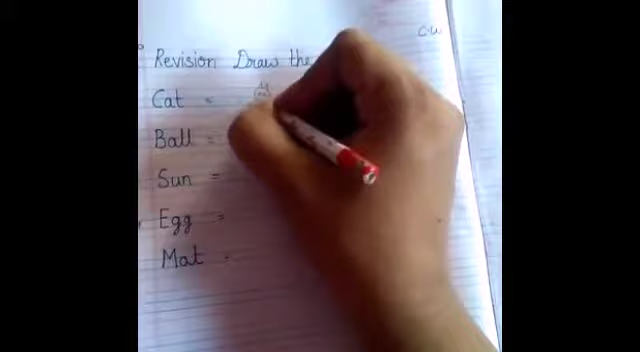 C.W
Revision Draw the
Cat =
Ball =
Sun =
Egg =
Mat =